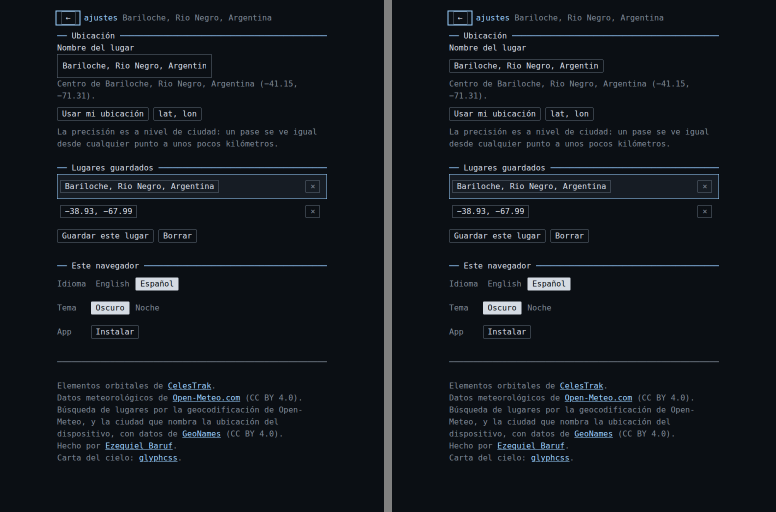 ← ajustes Bariloche, Rio Negro, Argentina
Ubicación
Nombre del lugar
Bariloche, Rio Negro, Argentin
Centro de Bariloche, Rio Negro, Argentina (−41.15,
−71.31).
Usar mi ubicación lat, lon
La precisión es a nivel de ciudad: un pase se ve igual
desde cualquier punto a unos pocos kilómetros.
Lugares guardados
Bariloche, Rio Negro, Argentina ×
−38.93, −67.99 ×
Guardar este lugar Borrar
Este navegador
Idioma English Español
Tema Oscuro Noche
App Instalar
Elementos orbitales de CelesTrak.
Datos meteorológicos de Open-Meteo.com (CC BY 4.0).
Búsqueda de lugares por la geocodificación de Open-
Meteo, y la ciudad que nombra la ubicación del
dispositivo, con datos de GeoNames (CC BY 4.0).
Hecho por Ezequiel Baruf.
Carta del cielo: glyphcss.
← ajustes Bariloche, Rio Negro, Argentina
Ubicación
Nombre del lugar
Bariloche, Rio Negro, Argentin
Centro de Bariloche, Rio Negro, Argentina (−41.15,
−71.31).
Usar mi ubicación lat, lon
La precisión es a nivel de ciudad: un pase se ve igual
desde cualquier punto a unos pocos kilómetros.
Lugares guardados
Bariloche, Rio Negro, Argentina ×
−38.93, −67.99 ×
Guardar este lugar Borrar
Este navegador
Idioma English Español
Tema Oscuro Noche
App Instalar
Elementos orbitales de CelesTrak.
Datos meteorológicos de Open-Meteo.com (CC BY 4.0).
Búsqueda de lugares por la geocodificación de Open-
Meteo, y la ciudad que nombra la ubicación del
dispositivo, con datos de GeoNames (CC BY 4.0).
Hecho por Ezequiel Baruf.
Carta del cielo: glyphcss.